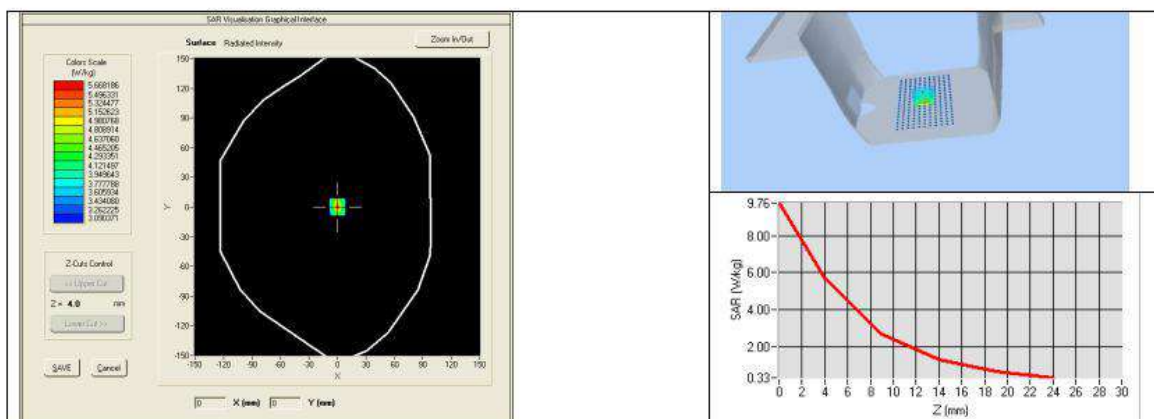 SAR Visualisation Graphical Interface
Surface Radiated Intensity
Zoom In/Out
Colors Scale
(W/kg)
5.668186
5.496331
5.324477
5.152623
4.980768
4.808914
4.637060
4.465205
4.293351
4.121497
3.949643
3.777788
3.605934
3.434080
3.262225
3.090371
Z-Cuts Control
<< Upper Cut
Z = 4.0 mm
Lower Cut >>
SAVE Cancel
150
120
90
60
30
0
-30
-60
-90
-120
-150
Y
-150 -120 -90 -60 -30 0 30 60 90 120 150
X
0 X (mm) 0 Y (mm)
9.76
8.00
6.00
4.00
2.00
0.33
SAR (W/kg)
0 2 4 6 8 10 12 14 16 18 20 22 24 26 28 30
Z (mm)